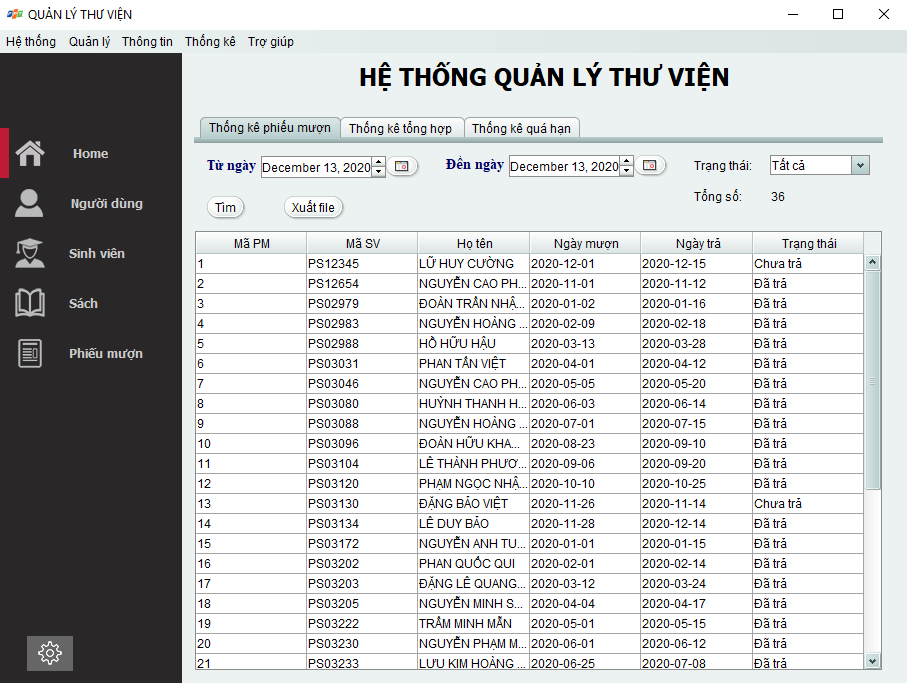 QUẢN LÝ THƯ VIỆN
Hệ thống Quản lý Thông tin Thống kê Trợ giúp
HỆ THỐNG QUẢN LÝ THƯ VIỆN
Home
Người dùng
Sinh viên
Sách
Phiếu mượn
Thống kê phiếu mượn Thống kê tổng hợp Thống kê quá hạn
Từ ngày December 13, 2020 Đến ngày December 13, 2020 Trạng thái: Tất cả
Tổng số: 36
Tìm Xuất file
Mã PM Mã SV Họ tên Ngày mượn Ngày trả Trạng thái
1 PS12345 LỮ HUY CƯỜNG 2020-12-01 2020-12-15 Chưa trả
2 PS12654 NGUYỄN CAO PH... 2020-11-01 2020-11-12 Đã trả
3 PS02979 ĐOÀN TRẦN NHẬ... 2020-01-02 2020-01-16 Đã trả
4 PS02983 NGUYỄN HOÀNG ... 2020-02-09 2020-02-18 Đã trả
5 PS02988 HỒ HỮU HẬU 2020-03-13 2020-03-28 Đã trả
6 PS03031 PHAN TẤN VIỆT 2020-04-01 2020-04-12 Đã trả
7 PS03046 NGUYỄN CAO PH... 2020-05-05 2020-05-20 Đã trả
8 PS03080 HUỲNH THANH H... 2020-06-03 2020-06-14 Đã trả
9 PS03088 NGUYỄN HOÀNG ... 2020-07-01 2020-07-15 Đã trả
10 PS03096 ĐOÀN HỮU KHA... 2020-08-23 2020-09-10 Đã trả
11 PS03104 LÊ THÀNH PHƯƠ... 2020-09-06 2020-09-20 Đã trả
12 PS03120 PHẠM NGỌC NHẬ... 2020-10-10 2020-10-25 Đã trả
13 PS03130 ĐẶNG BẢO VIỆT 2020-11-26 2020-11-14 Chưa trả
14 PS03134 LÊ DUY BẢO 2020-11-28 2020-12-14 Đã trả
15 PS03172 NGUYỄN ANH TU... 2020-01-01 2020-01-15 Đã trả
16 PS03202 PHAN QUỐC QUI 2020-02-01 2020-02-14 Đã trả
17 PS03203 ĐẶNG LÊ QUANG... 2020-03-12 2020-03-24 Đã trả
18 PS03205 NGUYỄN MINH S... 2020-04-04 2020-04-17 Đã trả
19 PS03222 TRẦM MINH MẪN 2020-05-01 2020-05-15 Đã trả
20 PS03230 NGUYỄN PHẠM M... 2020-06-01 2020-06-12 Đã trả
21 PS03233 LƯU KIM HOÀNG ... 2020-06-25 2020-07-08 Đã trả